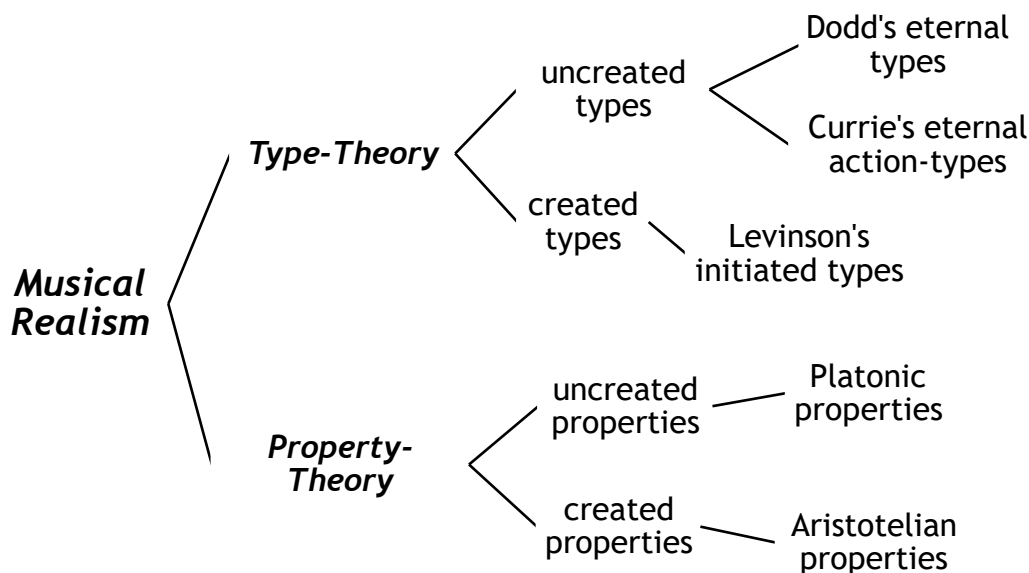 Dodd's eternal
types
uncreated
types
Currie's eternal
action-types
Type-Theory
created
types
Levinson's
initiated types
Musical
Realism
uncreated
properties
Platonic
properties
Property-
Theory
created
properties
Aristotelian
properties